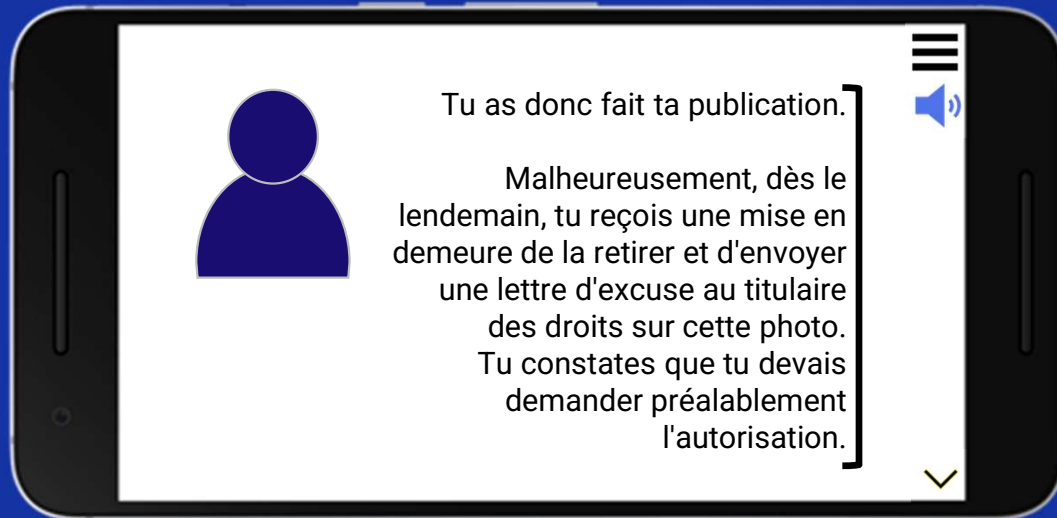 Tu as donc fait ta publication.
Malheureusement, dès le
lendemain, tu reçois une mise en
demeure de la retirer et d'envoyer
une lettre d'excuse au titulaire
des droits sur cette photo.
Tu constates que tu devais
demander préalablement
l'autorisation.